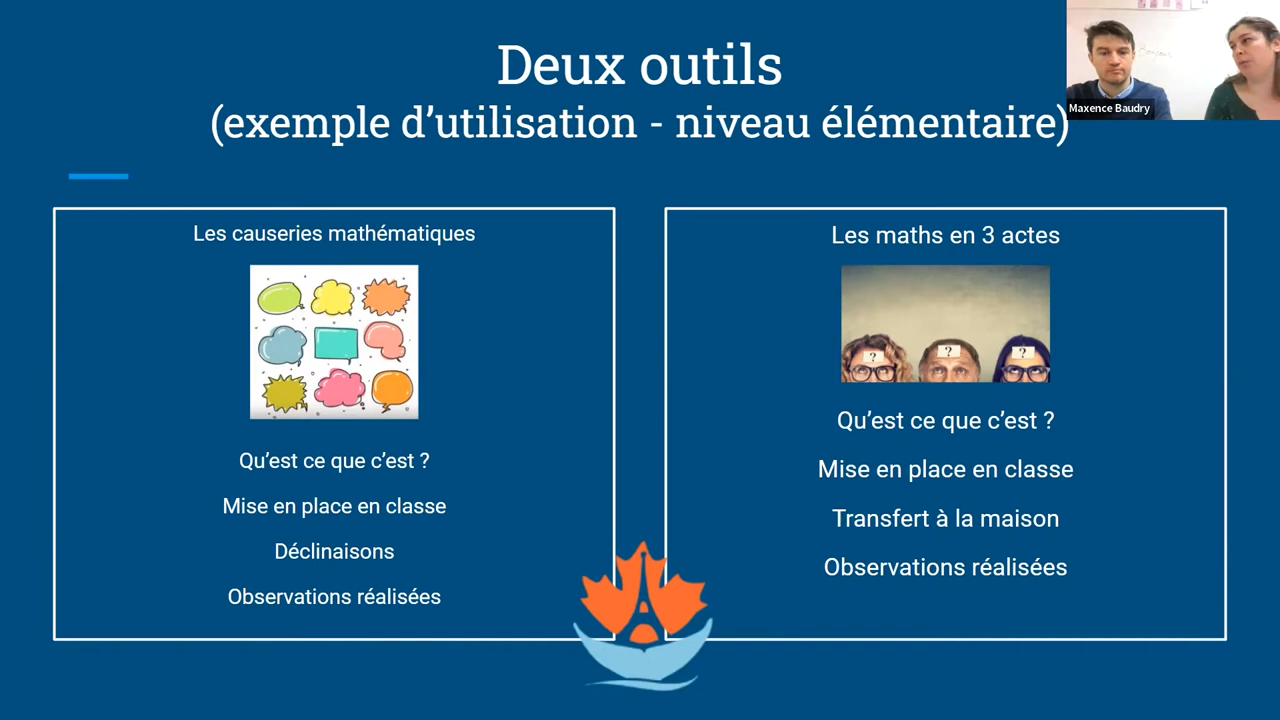 Deux outils
(exemple d’utilisation - niveau élémentaire)
Maxence Baudry
Bonjour
Les causeries mathématiques
Qu’est ce que c’est ?
Mise en place en classe
Déclinaisons
Observations réalisées
Les maths en 3 actes
? ? ?
Qu’est ce que c’est ?
Mise en place en classe
Transfert à la maison
Observations réalisées